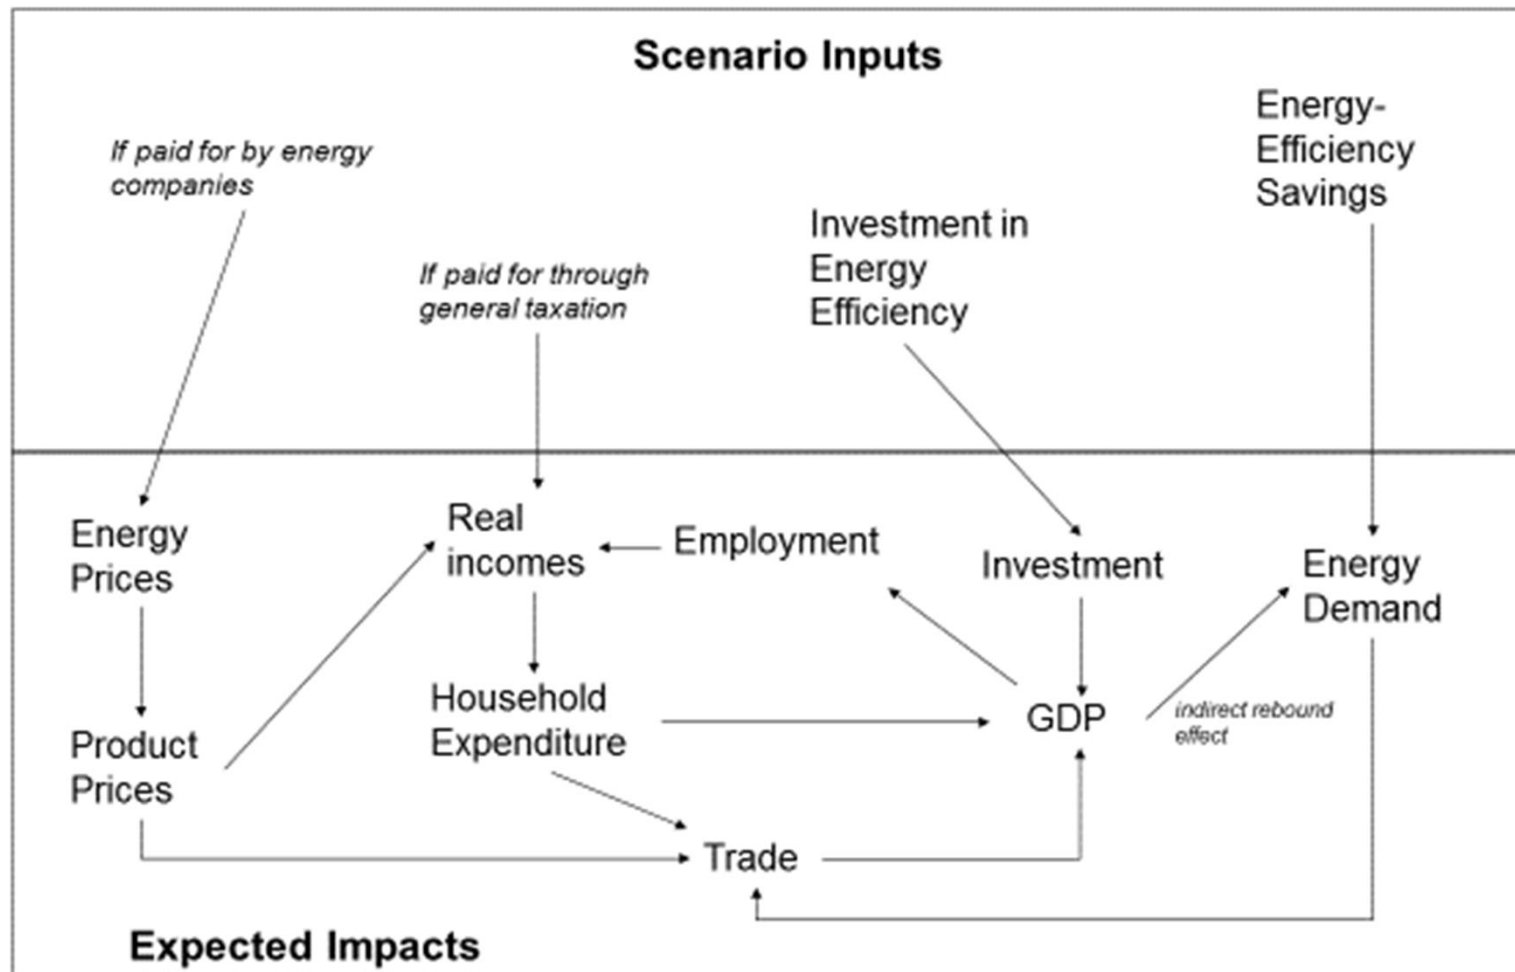 Scenario Inputs
Energy-
Efficiency
Savings
If paid for by energy
companies
Investment in
Energy
Efficiency
If paid for through
general taxation
Energy
Prices
Real
incomes
Employment
Investment
Energy
Demand
Household
Expenditure
GDP
indirect rebound
effect
Product
Prices
Trade
Expected Impacts